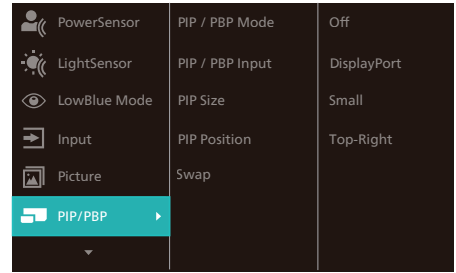 PowerSensor PIP / PBP Mode Off
LightSensor PIP / PBP Input DisplayPort
LowBlue Mode PIP Size Small
Input PIP Position Top-Right
Picture Swap
PIP/PBP